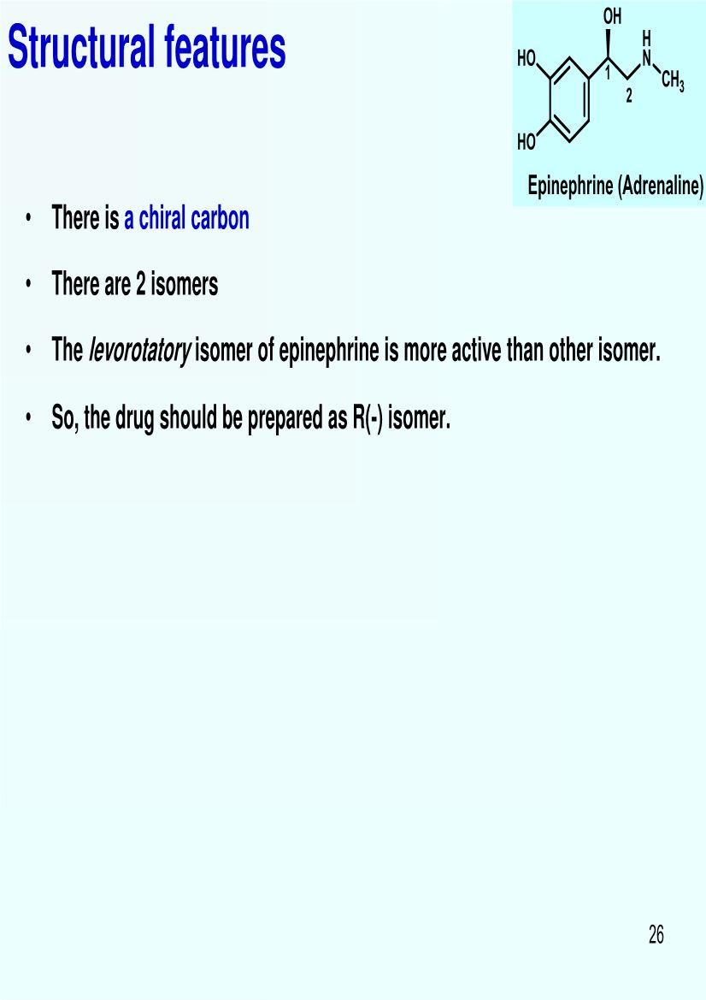 Structural features
OH
H
N
HO
1
CH3
2
HO
Epinephrine (Adrenaline)
• There is a chiral carbon
• There are 2 isomers
• The levorotatory isomer of epinephrine is more active than other isomer.
• So, the drug should be prepared as R(-) isomer.
26